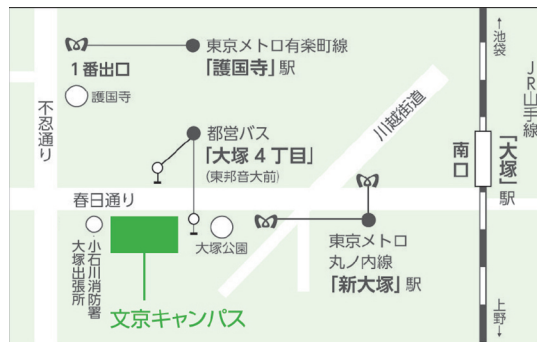 東京メトロ有楽町線
「護国寺」駅
1番出口
護国寺
不忍通り
都営バス
「大塚4丁目」
(東邦音大前)
川越街道
↑池袋
JR山手線
「大塚」駅
南口
春日通り
小石川消防署
大塚出張所
大塚公園
東京メトロ
丸ノ内線
「新大塚」駅
文京キャンパス
上野↓